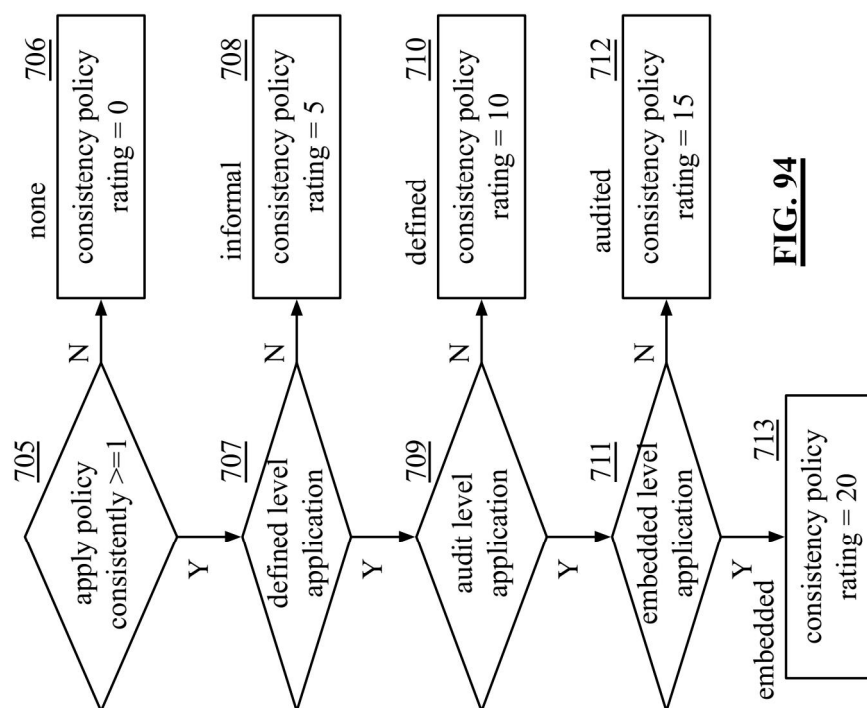 705
apply policy
consistently >=1
N
none
706
consistency policy
rating = 0
Y
707
defined level
application
N
informal
708
consistency policy
rating = 5
Y
709
audit level
application
N
defined
710
consistency policy
rating = 10
Y
711
embedded level
application
N
audited
712
consistency policy
rating = 15
Y
embedded
713
consistency policy
rating = 20
FIG. 94